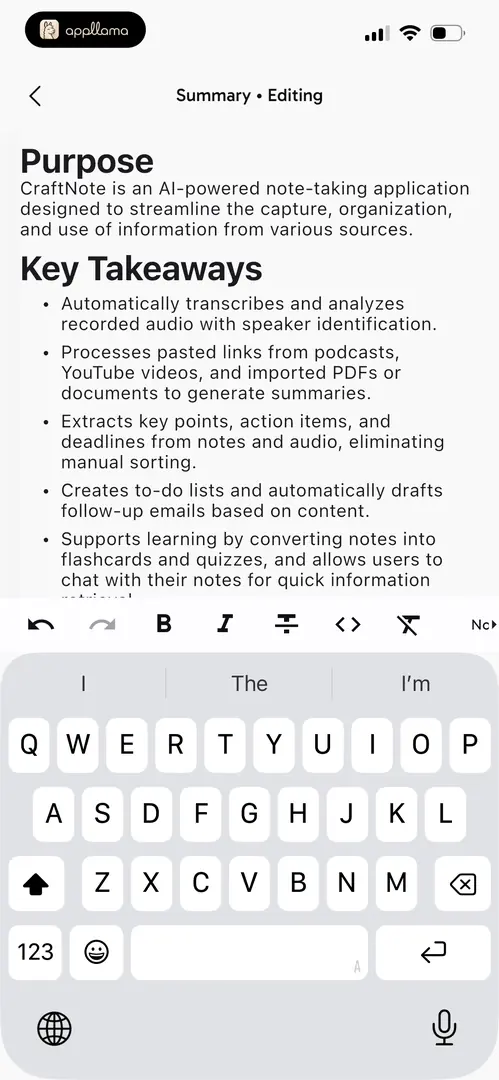 appllama
Summary • Editing
Purpose
CraftNote is an AI-powered note-taking application
designed to streamline the capture, organization,
and use of information from various sources.
Key Takeaways
• Automatically transcribes and analyzes
recorded audio with speaker identification.
• Processes pasted links from podcasts,
YouTube videos, and imported PDFs or
documents to generate summaries.
• Extracts key points, action items, and
deadlines from notes and audio, eliminating
manual sorting.
• Creates to-do lists and automatically drafts
follow-up emails based on content.
• Supports learning by converting notes into
flashcards and quizzes, and allows users to
chat with their notes for quick information
B I T <> T Nc
I The I'm
Q W E R T Y U I O P
A S D F G H J K L
Z X C V B N M
123
A